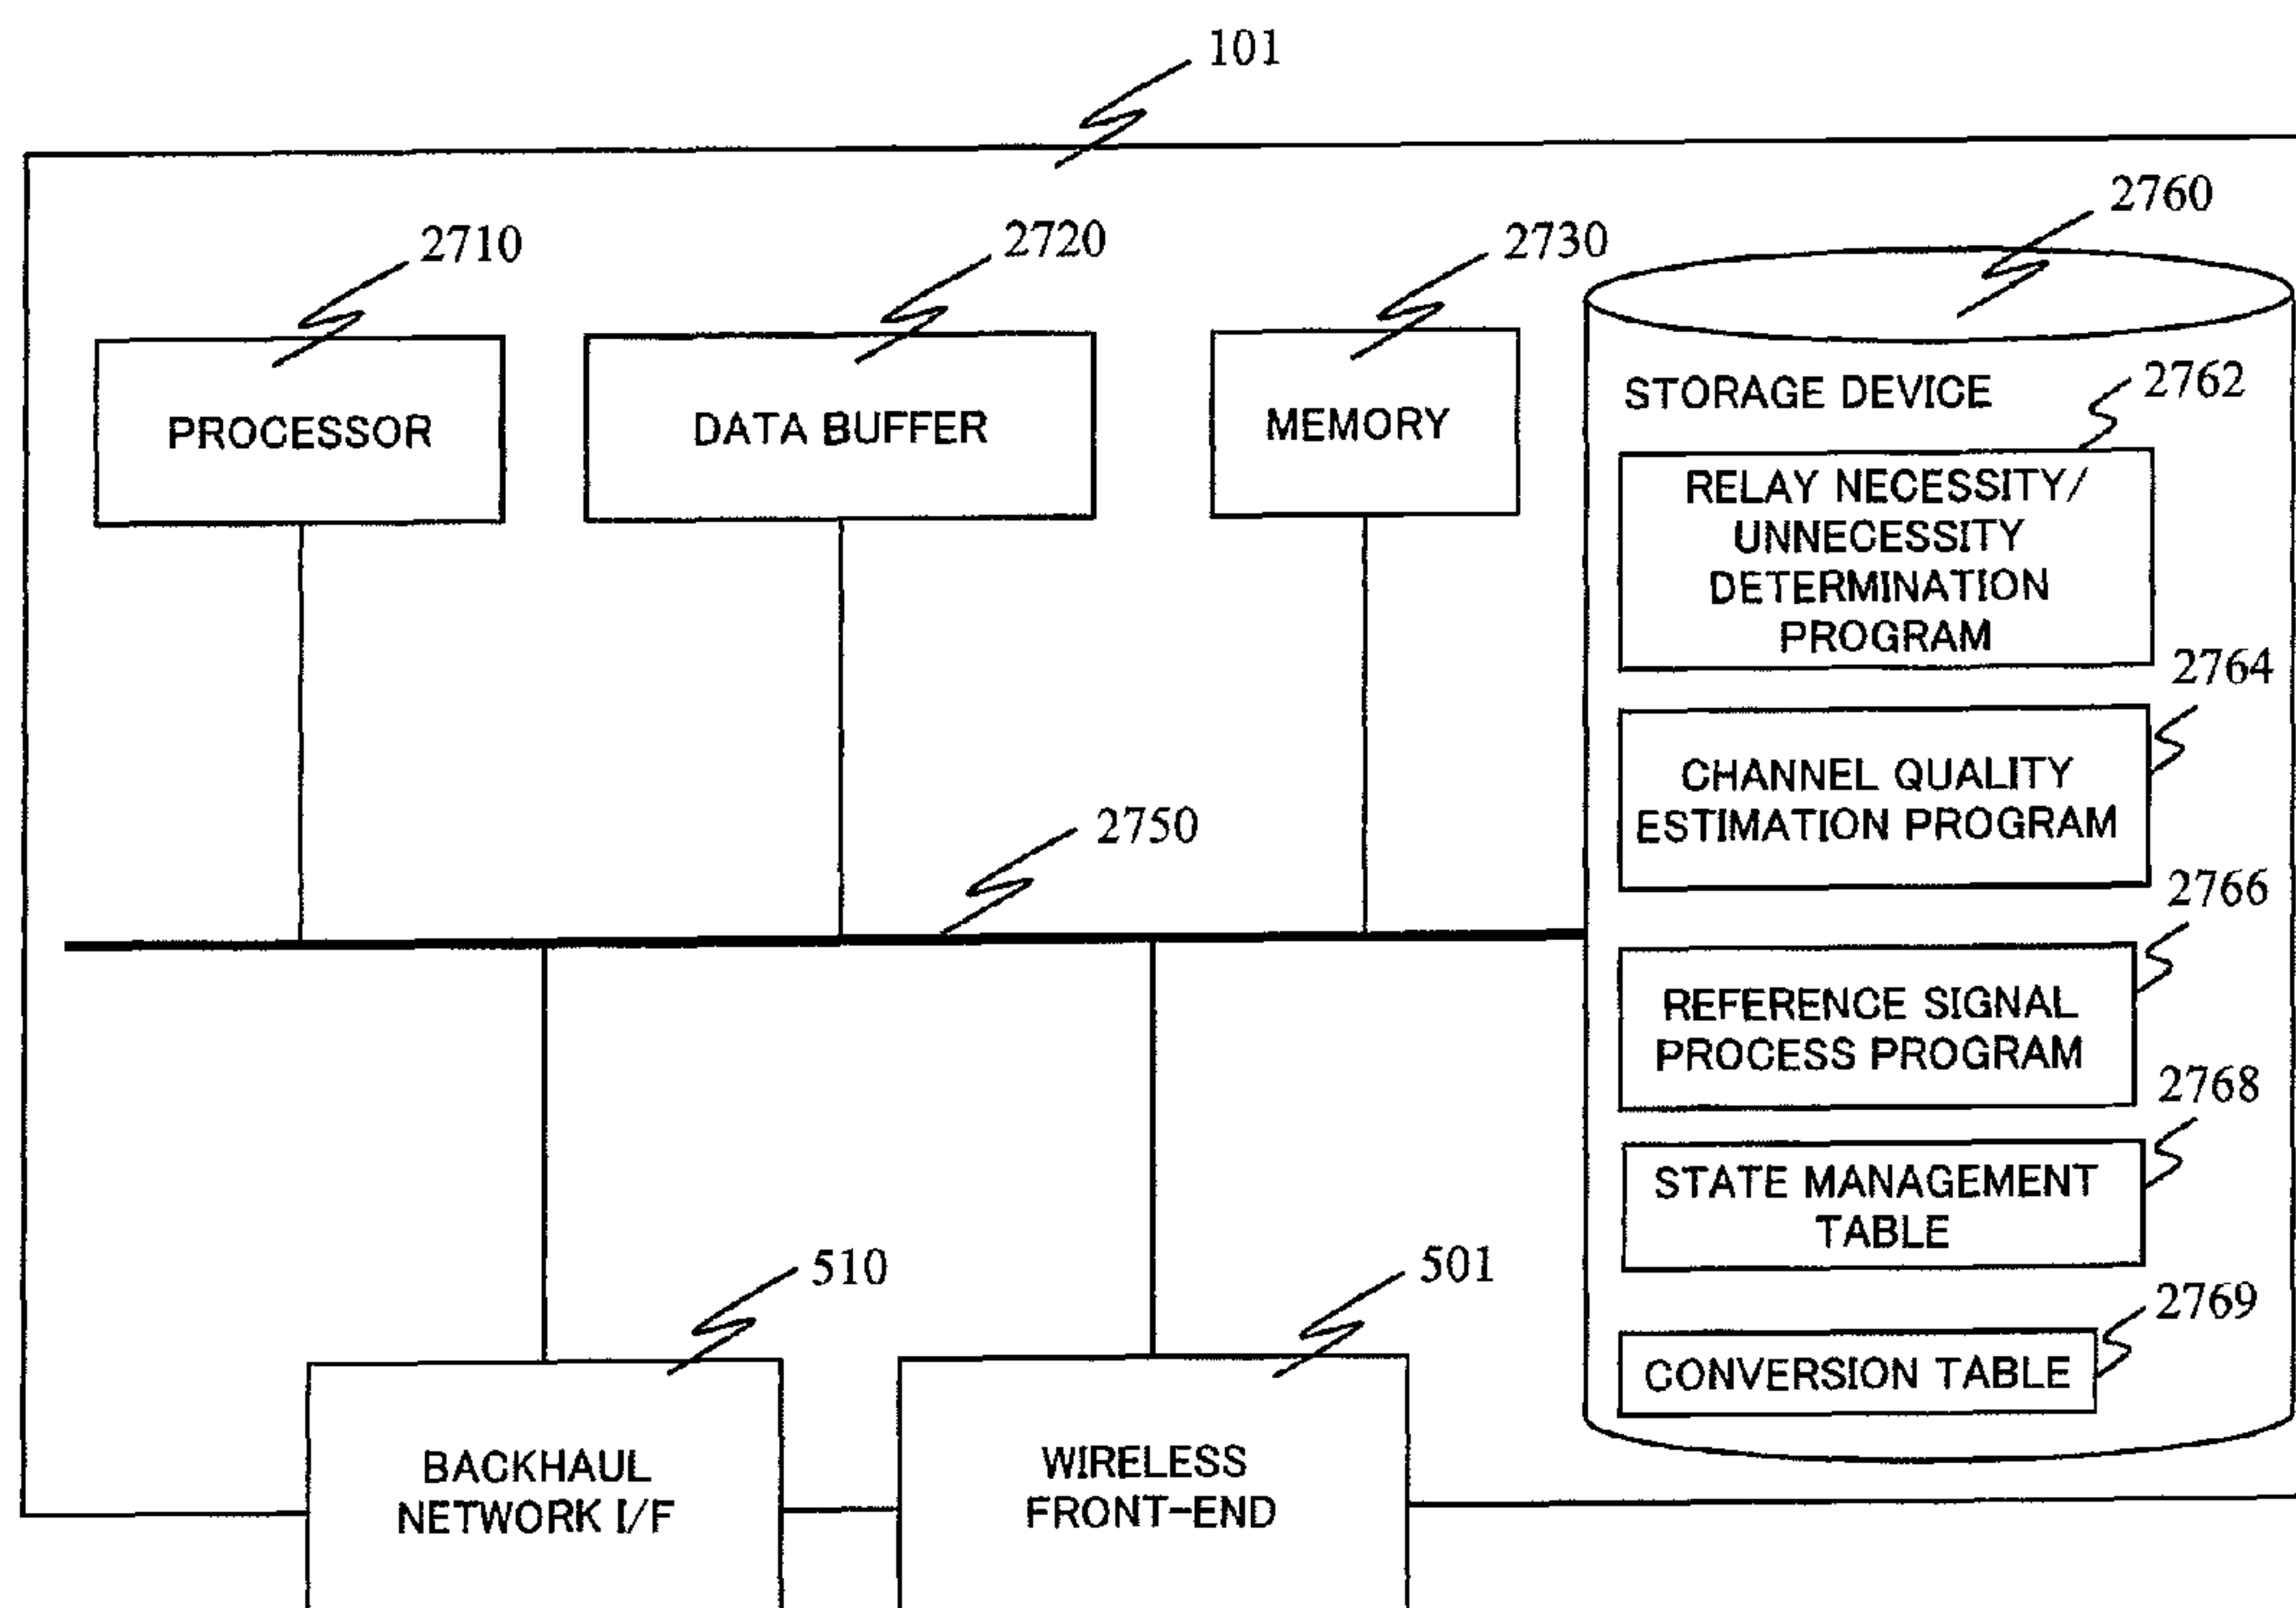 101
2760
2710
2720
2730
PROCESSOR
DATA BUFFER
MEMORY
STORAGE DEVICE
2762
RELAY NECESSITY/
UNNECESSITY
DETERMINATION
PROGRAM
2764
CHANNEL QUALITY
ESTIMATION PROGRAM
2750
2766
REFERENCE SIGNAL
PROCESS PROGRAM
2768
STATE MANAGEMENT
TABLE
2769
CONVERSION TABLE
510
501
BACKHAUL
NETWORK I/F
WIRELESS
FRONT-END